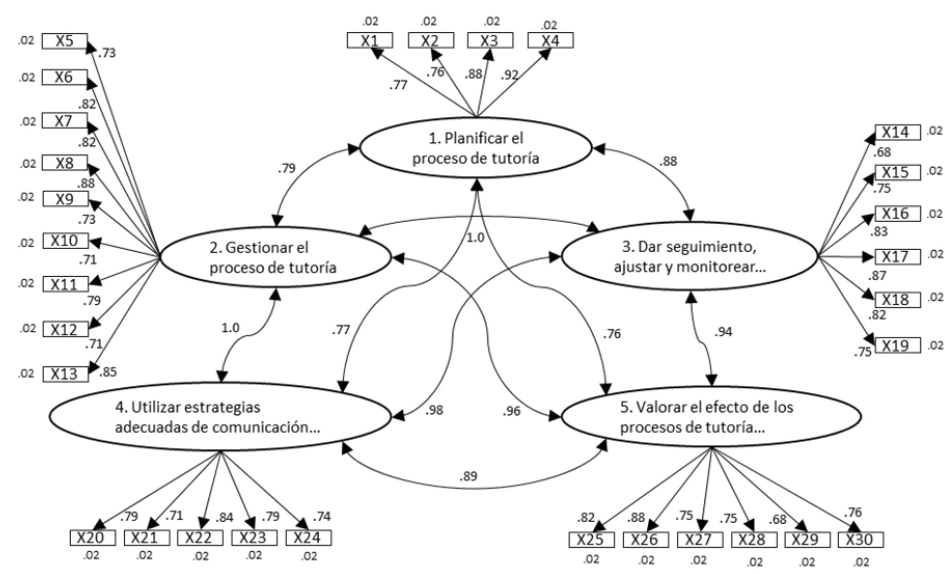 .02 .02 .02 .02
X1 X2 X3 X4
.77 .76 .88 .92
1. Planificar el
proceso de tutoría
.02 X5 .73
.02 X6 .82
.02 X7 .82
.02 X8 .88
.02 X9 .73
.02 X10 .71
.02 X11 .79
.02 X12 .71
.02 X13 .85
.79
.88
2. Gestionar el
proceso de tutoría
1.0
3. Dar seguimiento,
ajustar y monitorear...
X14 .02
.68
X15 .02
.75
X16 .02
.83
X17 .02
.87
X18 .02
.82
X19 .02
.75
1.0
.77
.76
.94
.98
.96
4. Utilizar estrategias
adecuadas de comunicación...
5. Valorar el efecto de los
procesos de tutoría...
.89
.79 .71 .84 .79 .74
X20 X21 X22 X23 X24
.02 .02 .02 .02 .02
.82 .88 .75 .75 .68 .76
X25 X26 X27 X28 X29 X30
.02 .02 .02 .02 .02 .02